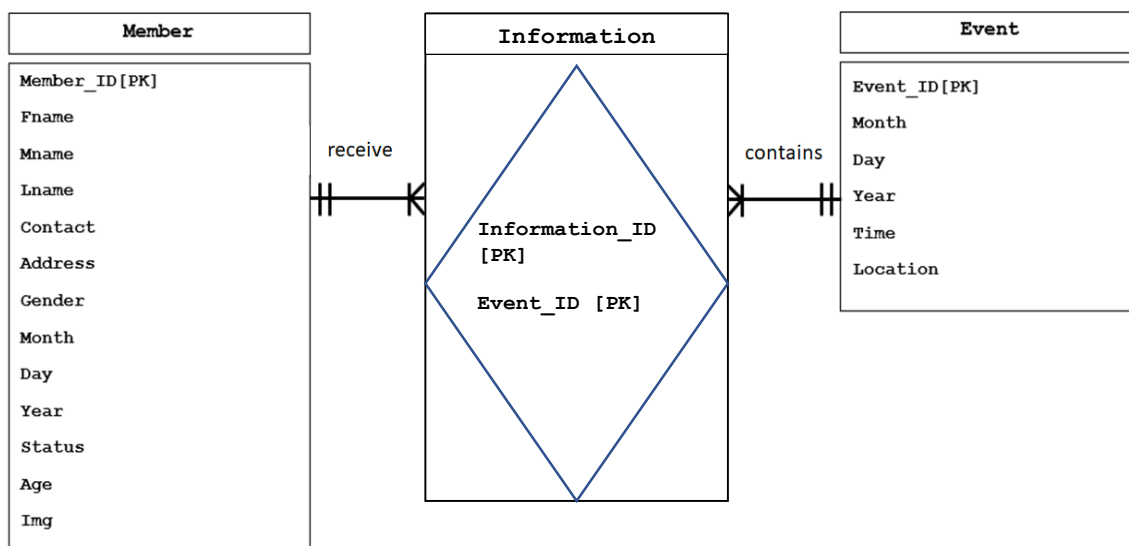 Member
Member_ID[PK]
Fname
Mname
Lname
Contact
Address
Gender
Month
Day
Year
Status
Age
Img
receive
Information
Information_ID
[PK]
Event_ID [PK]
contains
Event
Event_ID[PK]
Month
Day
Year
Time
Location